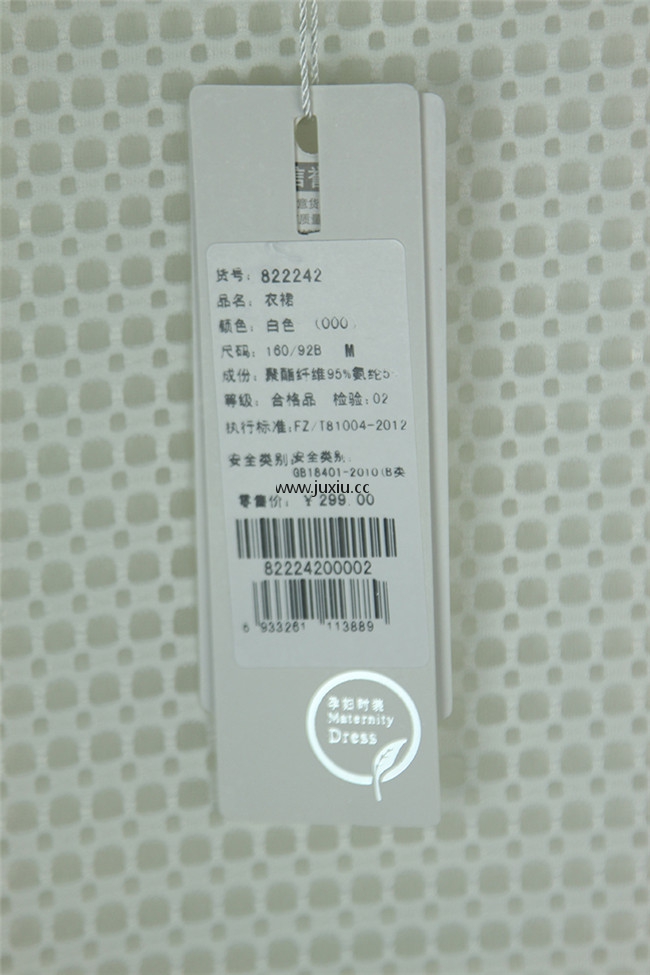 货号: 822242
品名: 衣裙
颜色: 白色 (000)
尺码: 160/92B M
成份: 聚酯纤维95%氨纶5
等级: 合格品 检验:02
执行标准:FZ/T81004-2012
安全类别:安全类别
GB18401-2010(B类
www.juxiu.cc
零售价: ￥299.00
82224200002
6 933261 113889
孕妇时装
Maternity
Dress